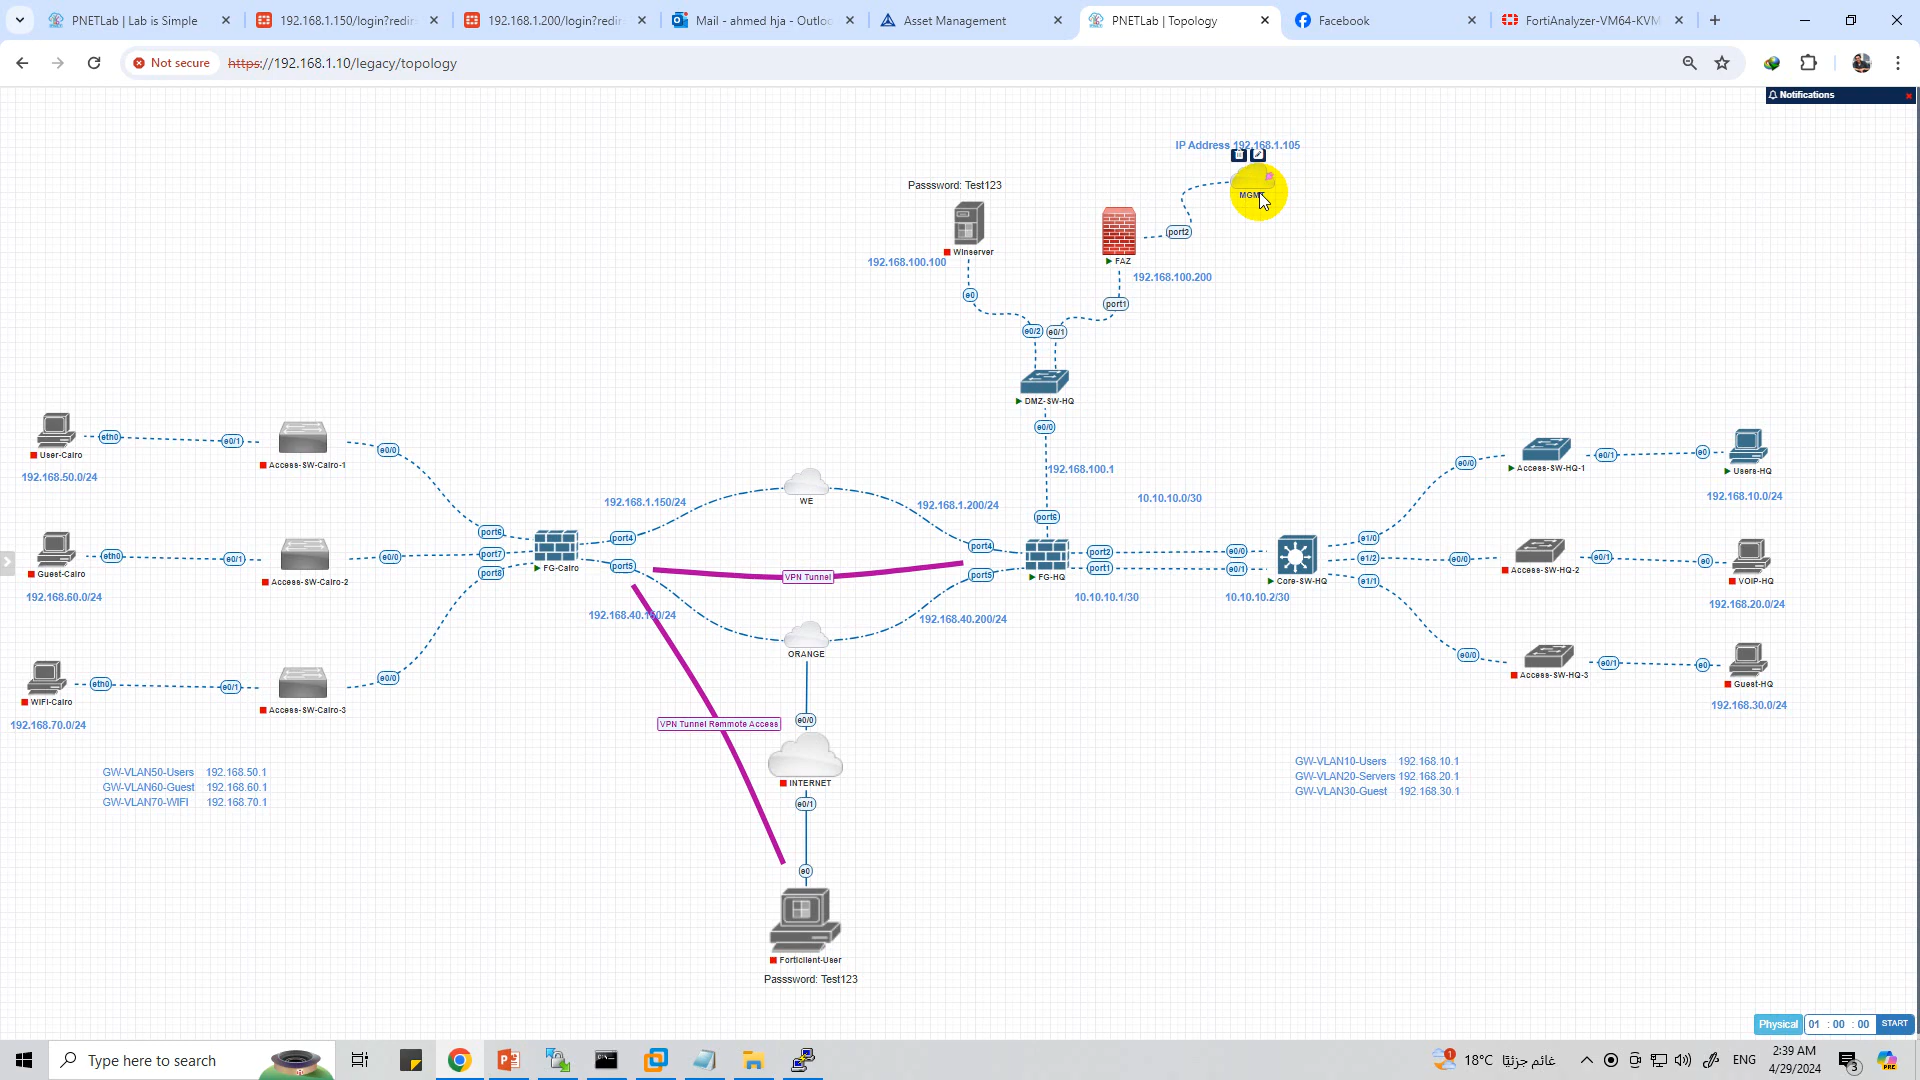 PNETLab | Lab is Simple
192.168.1.150/login?redir
192.168.1.200/login?redir
Mail - ahmed hja - Outlo
Asset Management
PNETLab | Topology
Facebook
FortiAnalyzer-VM64-KVM
Not secure
https://192.168.1.10/legacy/topology
Notifications
IP Address 192.168.1.105
MGMT
Passsword: Test123
port2
Winserver
192.168.100.100
FAZ
192.168.100.200
e0
port1
e0/2
e0/1
DMZ-SW-HQ
e0/0
192.168.100.1
port6
User-Cairo
192.168.50.0/24
eth0
e0/1
Access-SW-Cairo-1
e0/0
Guest-Cairo
192.168.60.0/24
eth0
e0/1
Access-SW-Cairo-2
e0/0
WIFI-Cairo
192.168.70.0/24
eth0
e0/1
Access-SW-Cairo-3
e0/0
port6
port7
port8
FG-Cairo
port4
port5
192.168.1.150/24
WE
192.168.1.200/24
VPN Tunnel
192.168.40.150/24
ORANGE
192.168.40.200/24
port4
port5
FG-HQ
port2
port1
10.10.10.0/30
10.10.10.1/30
e0/0
e0/1
Core-SW-HQ
10.10.10.2/30
e1/0
e1/2
e1/1
e0/0
Access-SW-HQ-1
e0/1
e0
Users-HQ
192.168.10.0/24
e0/0
Access-SW-HQ-2
e0/1
e0
VOIP-HQ
192.168.20.0/24
e0/0
Access-SW-HQ-3
e0/1
e0
Guest-HQ
192.168.30.0/24
VPN Tunnel Remmote Access
e0/0
INTERNET
e0/1
e0
Forticlient-User
Passsword: Test123
GW-VLAN50-Users 192.168.50.1
GW-VLAN60-Guest 192.168.60.1
GW-VLAN70-WIFI 192.168.70.1
GW-VLAN10-Users 192.168.10.1
GW-VLAN20-Servers 192.168.20.1
GW-VLAN30-Guest 192.168.30.1
Physical 01 : 00 : 00 START
Type here to search
1
18°C غائم جزئيًا
ENG
2:39 AM
4/29/2024
3
PRE